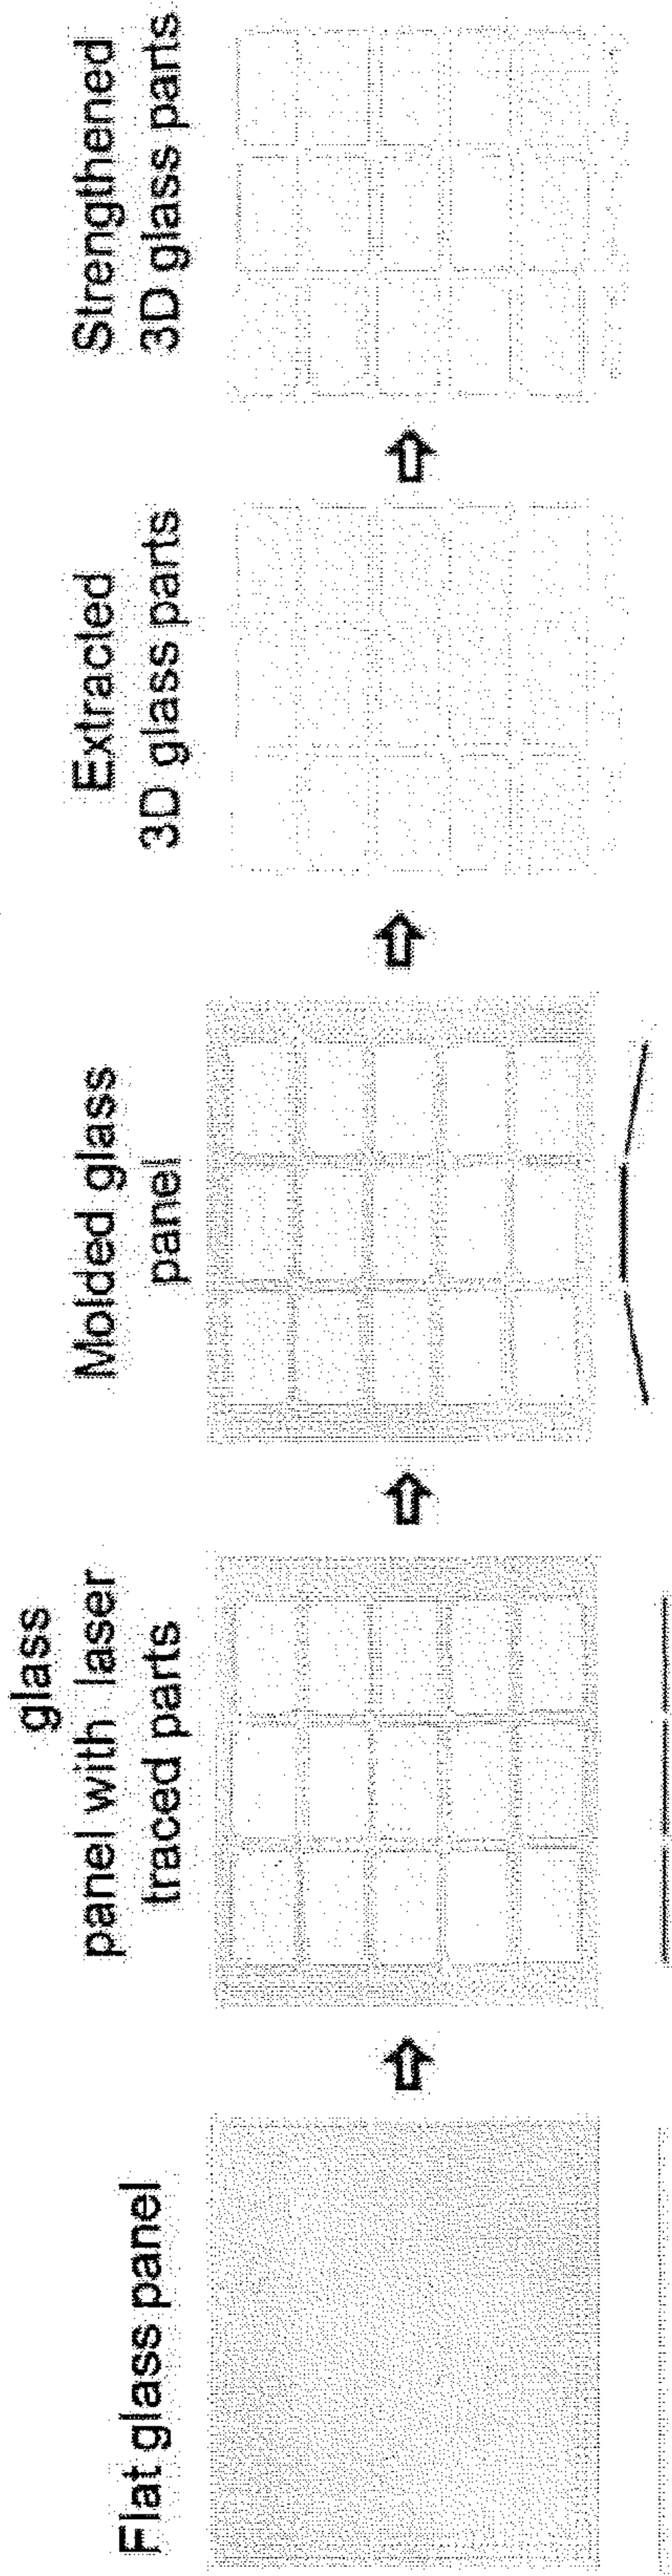 Flat glass panel
glass
panel with laser
traced parts
Molded glass
panel
Extracled
3D glass parts
Strengthened
3D glass parts